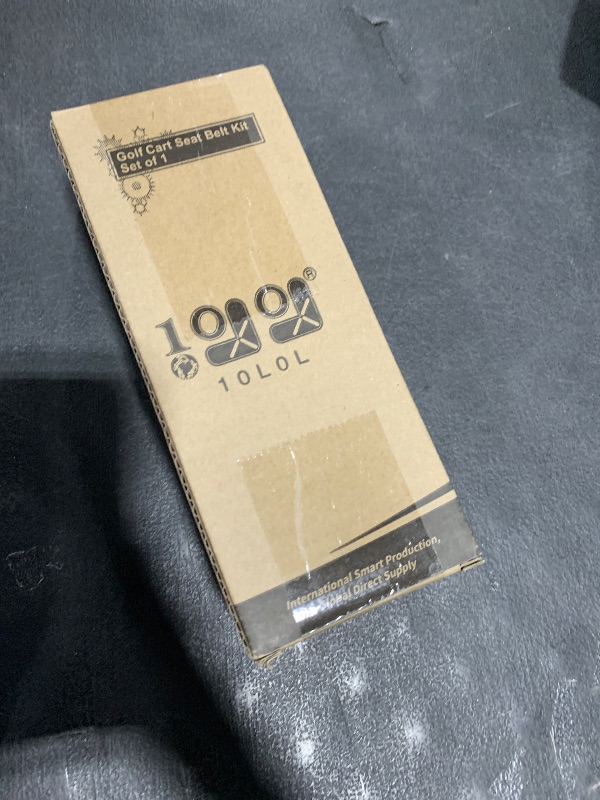 Golf Cart Seat Belt Kit
Set of 1
®
10L0L
International Smart Production,
Global Direct Supply